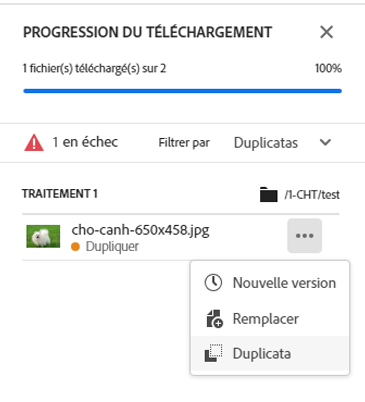 PROGRESSION DU TÉLÉCHARGEMENT
1 fichier(s) téléchargé(s) sur 2 100%
1 en échec Filtrer par Duplicatas
TRAITEMENT 1 /1-CHT/test
cho-canh-650x458.jpg
Dupliquer
Nouvelle version
Remplacer
Duplicata